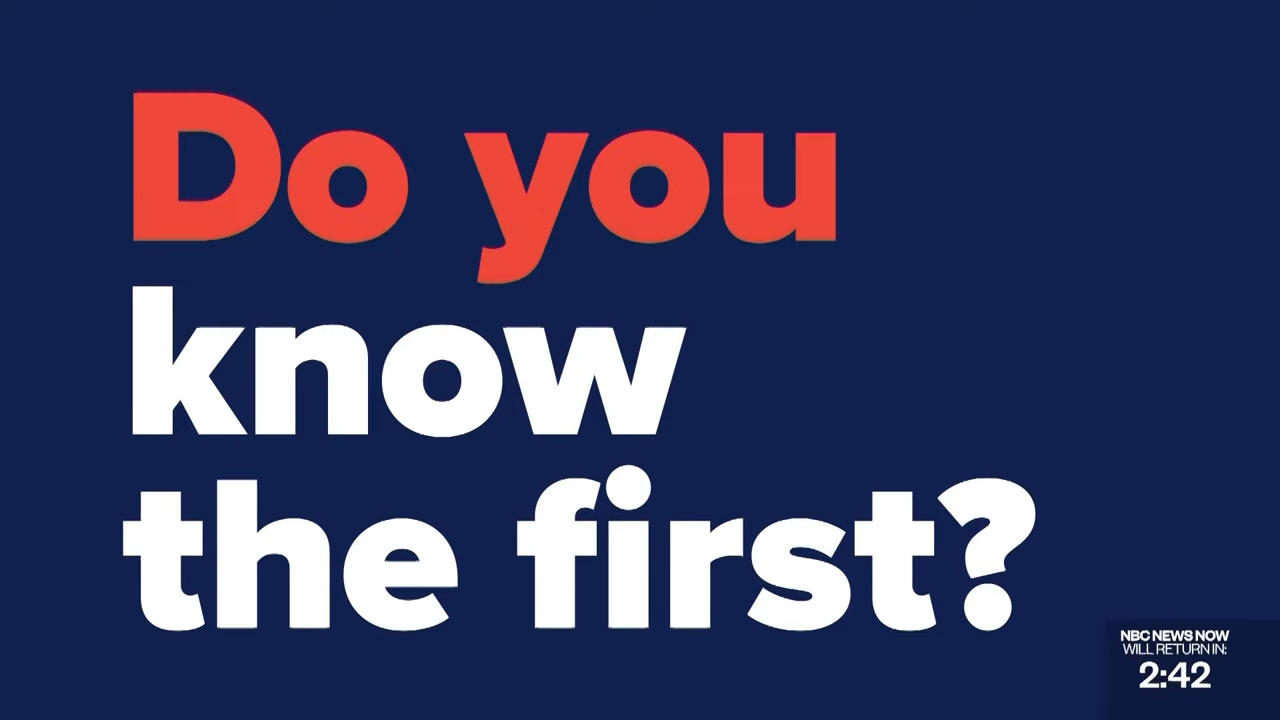 Do you
know
the first?
NBC NEWS NOW
WILL RETURN IN:
2:42